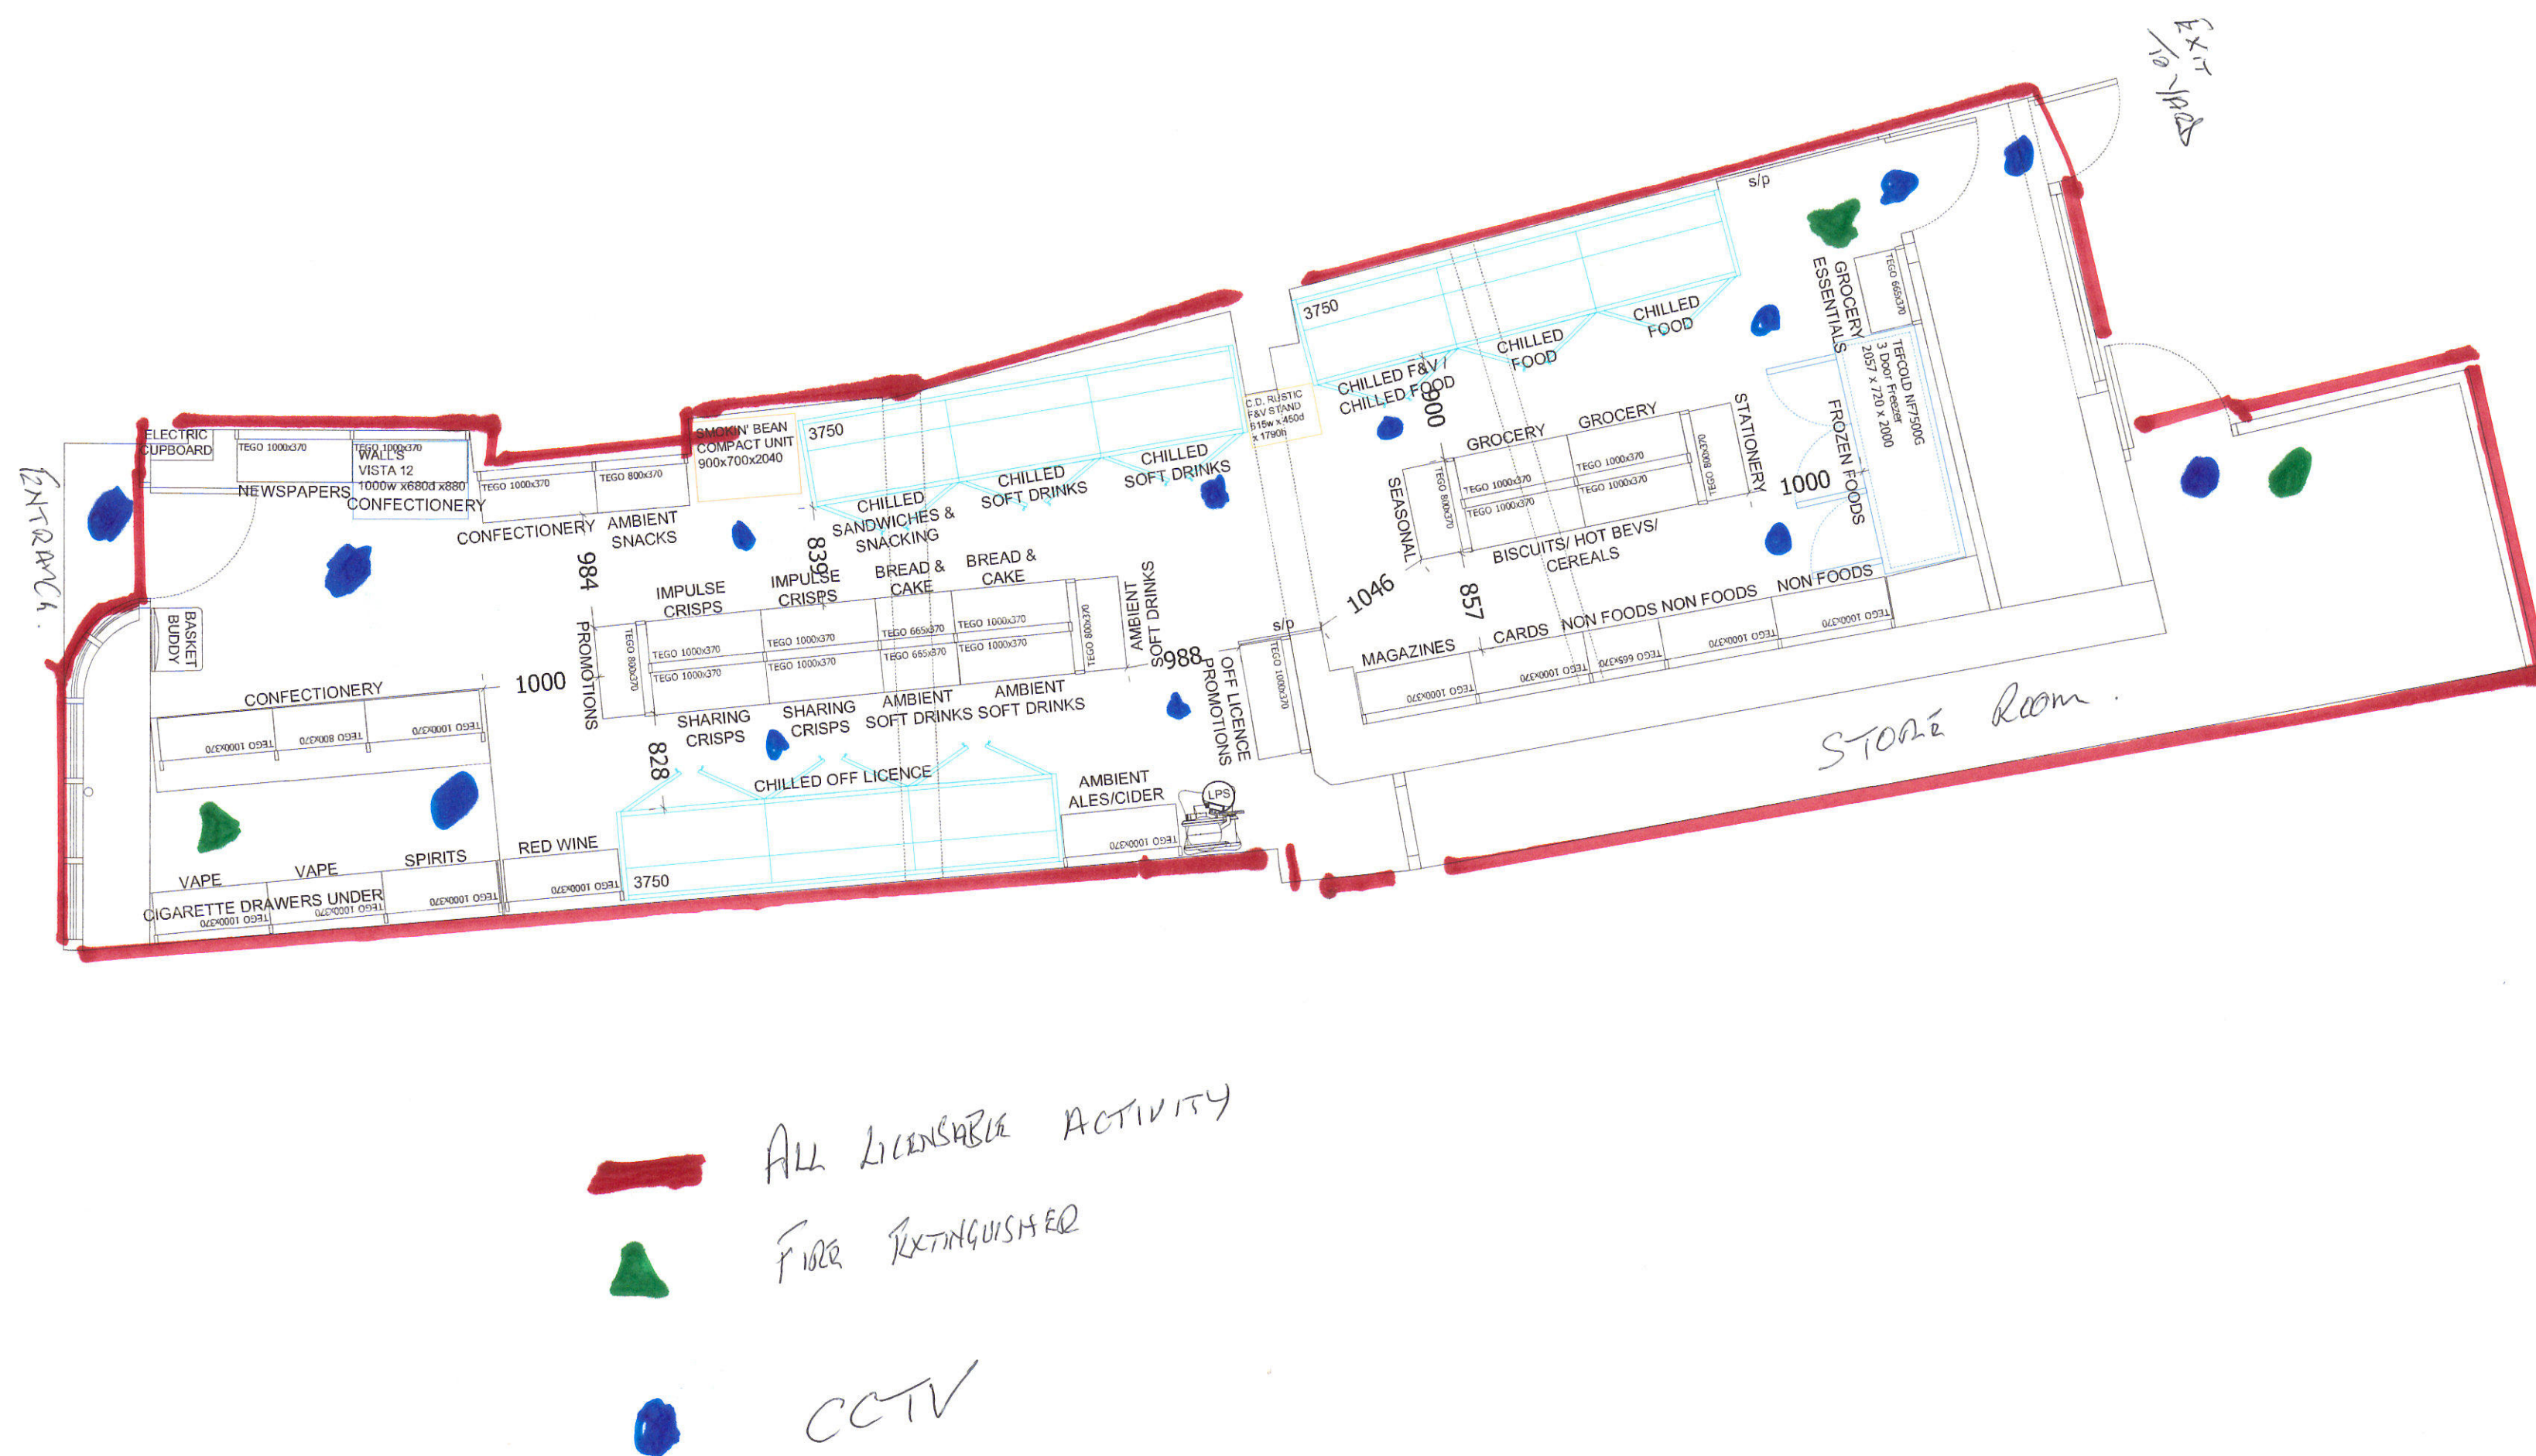 EXIT
TO YARD
ENTRANCE.
ELECTRIC
CUPBOARD
TEGO 1000x370
TEGO 1000x370
WALL'S
VISTA 12
1000w x680d x880
NEWSPAPERS
CONFECTIONERY
TEGO 1000x370
TEGO 800x370
CONFECTIONERY
AMBIENT
SNACKS
SMOKIN' BEAN
COMPACT UNIT
900x700x2040
3750
CHILLED
SANDWICHES &
SNACKING
CHILLED
SOFT DRINKS
CHILLED
SOFT DRINKS
C.D. RUSTIC
F&V STAND
615w x 450d
x 1790h
3750
CHILLED F&V /
CHILLED FOOD
CHILLED
FOOD
CHILLED
FOOD
s/p
GROCERY
ESSENTIALS
TEGO 665x370
TEFCOLD NF7500G
3 Door Freezer
2057 x 720 x 2000
FROZEN FOODS
900
GROCERY
GROCERY
STATIONERY
SEASONAL
TEGO 800x370
TEGO 1000x370
TEGO 1000x370
TEGO 1000x370
TEGO 1000x370
TEGO 800x370
1000
BISCUITS/ HOT BEVS/
CEREALS
1046
857
MAGAZINES
CARDS
NON FOODS
NON FOODS
NON FOODS
TEGO 1000x370
TEGO 1000x370
TEGO 665x370
TEGO 1000x370
TEGO 1000x370
STORE ROOM.
984
839
IMPULSE
CRISPS
IMPULSE
CRISPS
BREAD &
CAKE
BREAD &
CAKE
AMBIENT
SOFT DRINKS
PROMOTIONS
TEGO 800x370
TEGO 1000x370
TEGO 1000x370
TEGO 665x370
TEGO 1000x370
TEGO 1000x370
TEGO 1000x370
TEGO 665x370
TEGO 1000x370
TEGO 800x370
BASKET
BUDDY
1000
988
s/p
OFF LICENCE
PROMOTIONS
TEGO 1000x370
CONFECTIONERY
TEGO 1000x370
TEGO 800x370
TEGO 1000x370
SHARING
CRISPS
SHARING
CRISPS
AMBIENT
SOFT DRINKS
AMBIENT
SOFT DRINKS
828
CHILLED OFF LICENCE
3750
AMBIENT
ALES/CIDER
TEGO 1000x370
LPS
VAPE
VAPE
SPIRITS
RED WINE
CIGARETTE DRAWERS UNDER
TEGO 1000x370
TEGO 1000x370
TEGO 1000x370
TEGO 1000x370
ALL LICENSABLE ACTIVITY
FIRE EXTINGUISHER
CCTV